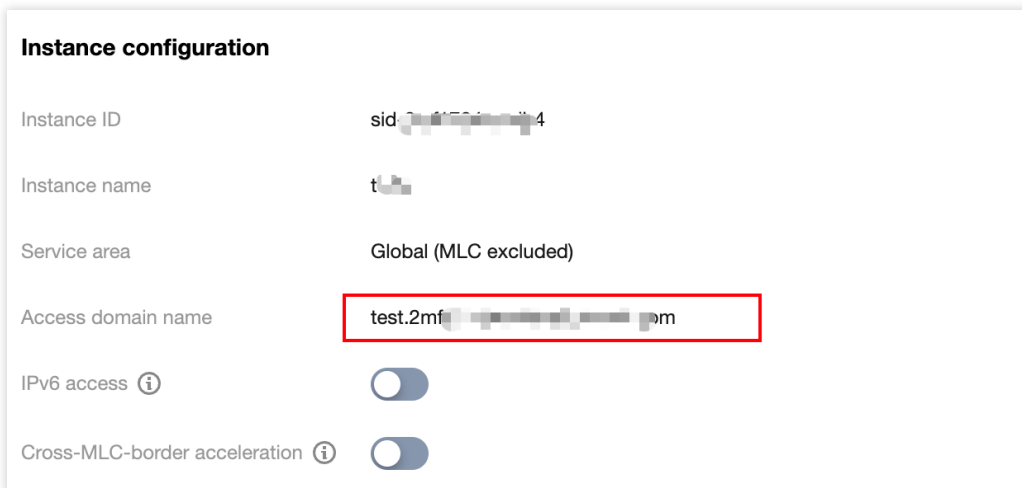 Instance configuration
Instance ID
Instance name
Service area Global (MLC excluded)
Access domain name
IPv6 access
Cross-MLC-border acceleration